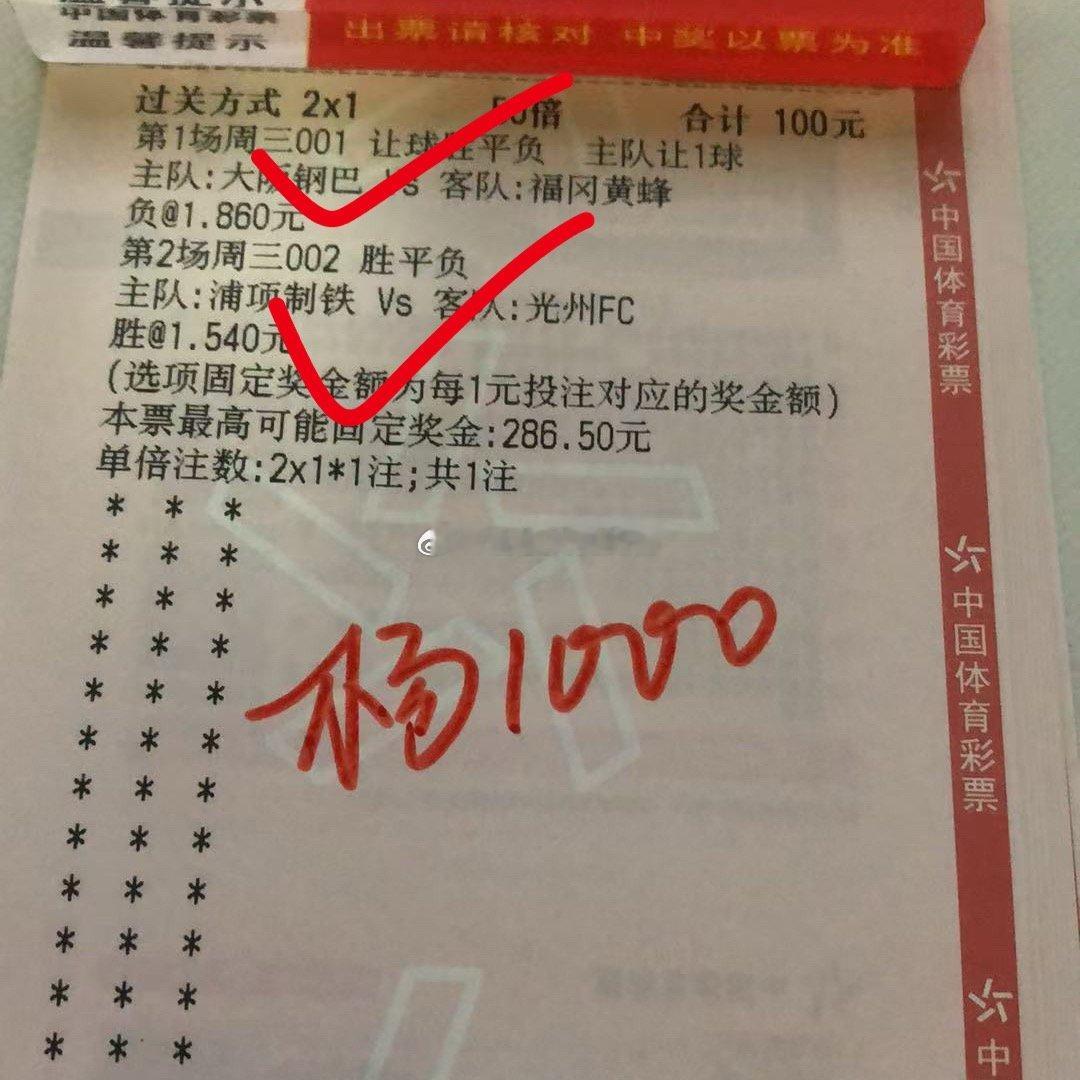 中国体育彩票
温馨提示
出票请核对 中奖以票为准
过关方式 2x1 50倍 合计 100元
第1场周三001 让球胜平负 主队让1球
主队:大阪钢巴 Vs 客队:福冈黄蜂
负@1.860元
第2场周三002 胜平负
主队:浦项制铁 Vs 客队:光州FC
胜@1.540元
(选项固定奖金额为每1元投注对应的奖金额)
本票最高可能固定奖金:286.50元
单倍注数:2x1*1注;共1注
* * *
* * *
* * *
* * *
* * *
* * *
* * *
* * *
* * *
* * *
* * *
* * *
杨1000
中国体育彩票
中国体育彩票
中